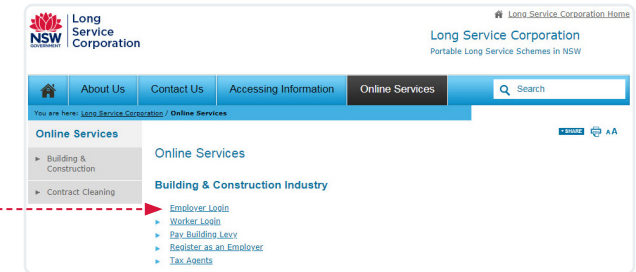 Long Service Corporation Home
NSW
GOVERNMENT
Long
Service
Corporation
Long Service Corporation
Portable Long Service Schemes in NSW
About Us
Contact Us
Accessing Information
Online Services
Search
You are here: Long Service Corporation / Online Services
SHARE
AA
Online Services
Building &
Construction
Contract Cleaning
Online Services
Building & Construction Industry
Employer Login
Worker Login
Pay Building Levy
Register as an Employer
Tax Agents